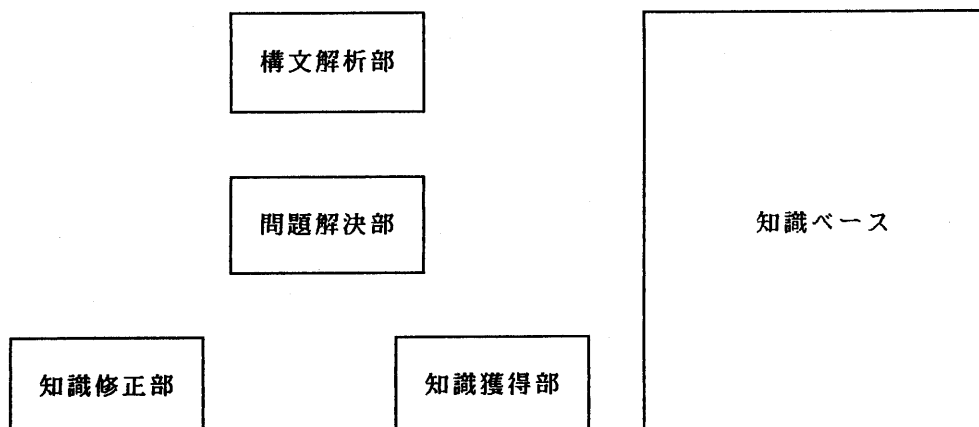 構文解析部
問題解決部
知識ベース
知識修正部
知識獲得部